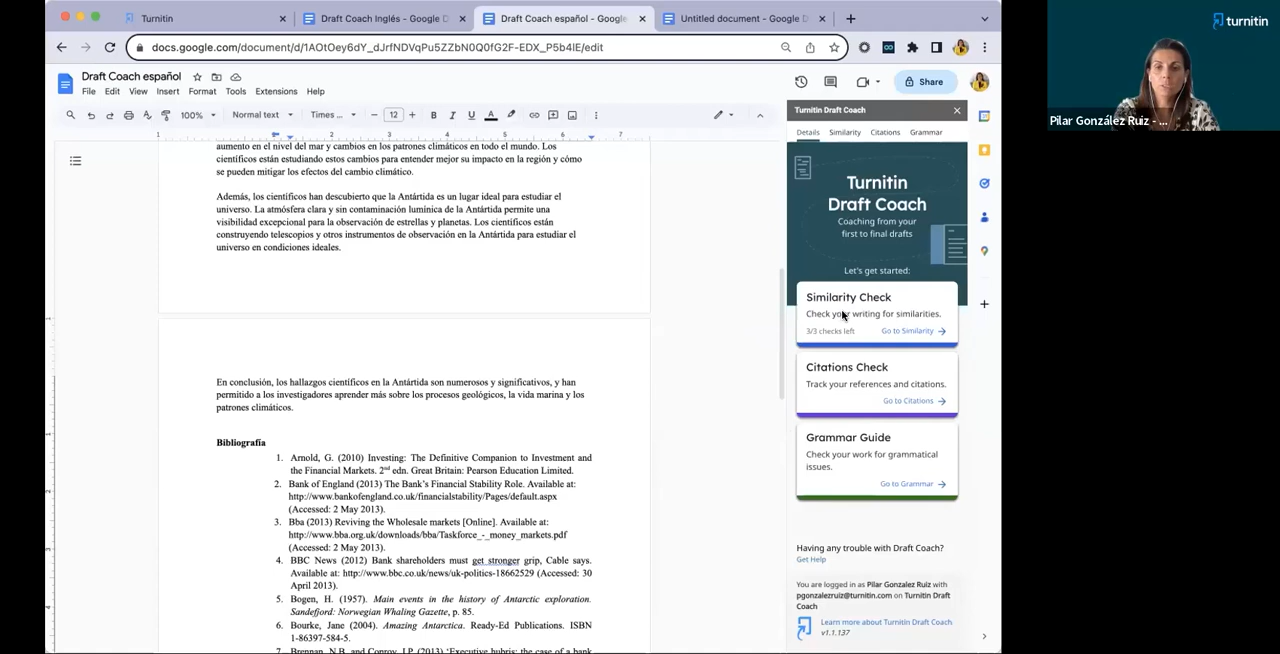 Turnitin
Draft Coach Inglés - Google D
Draft Coach español - Google
Untitled document - Google D
docs.google.com/document/d/1AOtOey6dY_dJrfNDVqPu5ZZbN0Q0fG2F-EDX_P5b4lE/edit
turnitin
Pilar González Ruiz - ...
Draft Coach español
File Edit View Insert Format Tools Extensions Help
Share
100% Normal text Times ... 12
Turnitin Draft Coach
Details Similarity Citations Grammar
aumento en el nivel del mar y cambios en los patrones climáticos en todo el mundo. Los
científicos están estudiando estos cambios para entender mejor su impacto en la región y cómo
se pueden mitigar los efectos del cambio climático.
Además, los científicos han descubierto que la Antártida es un lugar ideal para estudiar el
universo. La atmósfera clara y sin contaminación lumínica de la Antártida permite una
visibilidad excepcional para la observación de estrellas y planetas. Los científicos están
construyendo telescopios y otros instrumentos de observación en la Antártida para estudiar el
universo en condiciones ideales.
En conclusión, los hallazgos científicos en la Antártida son numerosos y significativos, y han
permitido a los investigadores aprender más sobre los procesos geológicos, la vida marina y los
patrones climáticos.
Bibliografía
1. Arnold, G. (2010) Investing: The Definitive Companion to Investment and
the Financial Markets. 2nd edn. Great Britain: Pearson Education Limited.
2. Bank of England (2013) The Bank's Financial Stability Role. Available at:
http://www.bankofengland.co.uk/financialstability/Pages/default.aspx
(Accessed: 2 May 2013).
3. Bba (2013) Reviving the Wholesale markets [Online]. Available at:
http://www.bba.org.uk/downloads/bba/Taskforce_-_money_markets.pdf
(Accessed: 2 May 2013).
4. BBC News (2012) Bank shareholders must get stronger grip, Cable says.
Available at: http://www.bbc.co.uk/news/uk-politics-18662529 (Accessed: 30
April 2013).
5. Bogen, H. (1957). Main events in the history of Antarctic exploration.
Sandefjord: Norwegian Whaling Gazette, p. 85.
6. Bourke, Jane (2004). Amazing Antarctica. Ready-Ed Publications. ISBN
1-86397-584-5.
7. Brennan, N.B. and Conroy, J.P. (2013) 'Executive hubris: the case of a bank
Turnitin
Draft Coach
Coaching from your
first to final drafts
Let's get started:
Similarity Check
Check your writing for similarities.
3/3 checks left Go to Similarity
Citations Check
Track your references and citations.
Go to Citations
Grammar Guide
Check your work for grammatical
issues.
Go to Grammar
Having any trouble with Draft Coach?
Get Help
You are logged in as Pilar Gonzalez Ruiz with
pgonzalezruiz@turnitin.com on Turnitin Draft
Coach
Learn more about Turnitin Draft Coach
v1.1.137